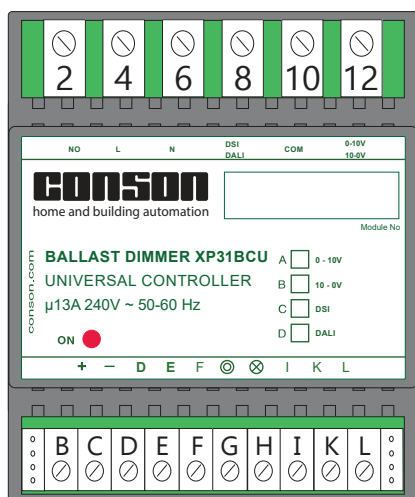 2 4 6 8 10 12
NO L N DSI DALI COM 0-10V 10-0V
conson
home and building automation
Module No
conson.com
BALLAST DIMMER XP31BCU
UNIVERSAL CONTROLLER
µ13A 240V ~ 50-60 Hz
A 0 - 10V
B 10 - 0V
C DSI
D DALI
ON
+ − D E F I K L
B C D E F G H I K L